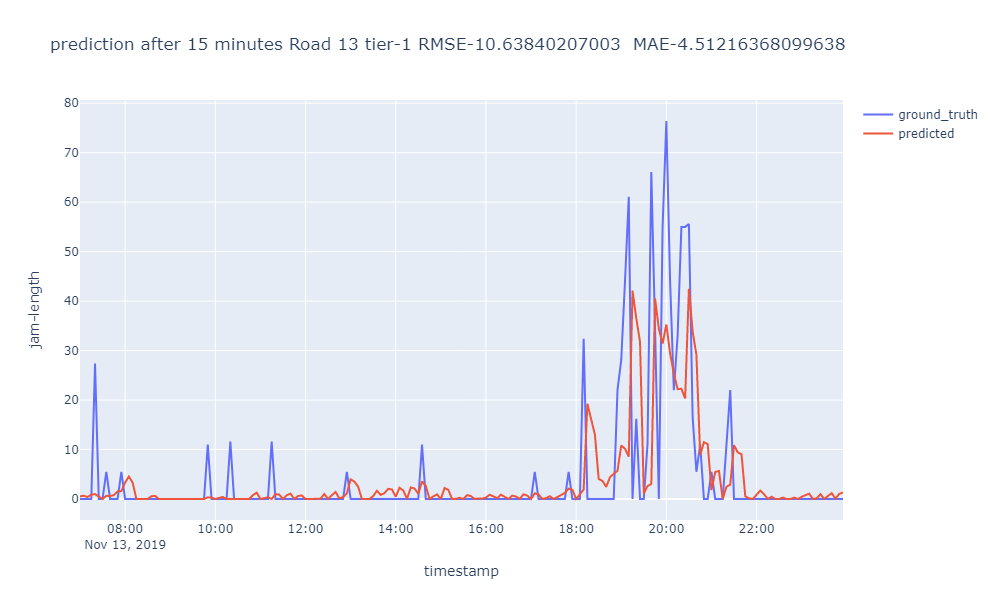 prediction after 15 minutes Road 13 tier-1 RMSE-10.63840207003  MAE-4.51216368099638
ground_truth
predicted
80
70
60
50
40
30
20
10
0
jam-length
08:00 10:00 12:00 14:00 16:00 18:00 20:00 22:00
Nov 13, 2019
timestamp